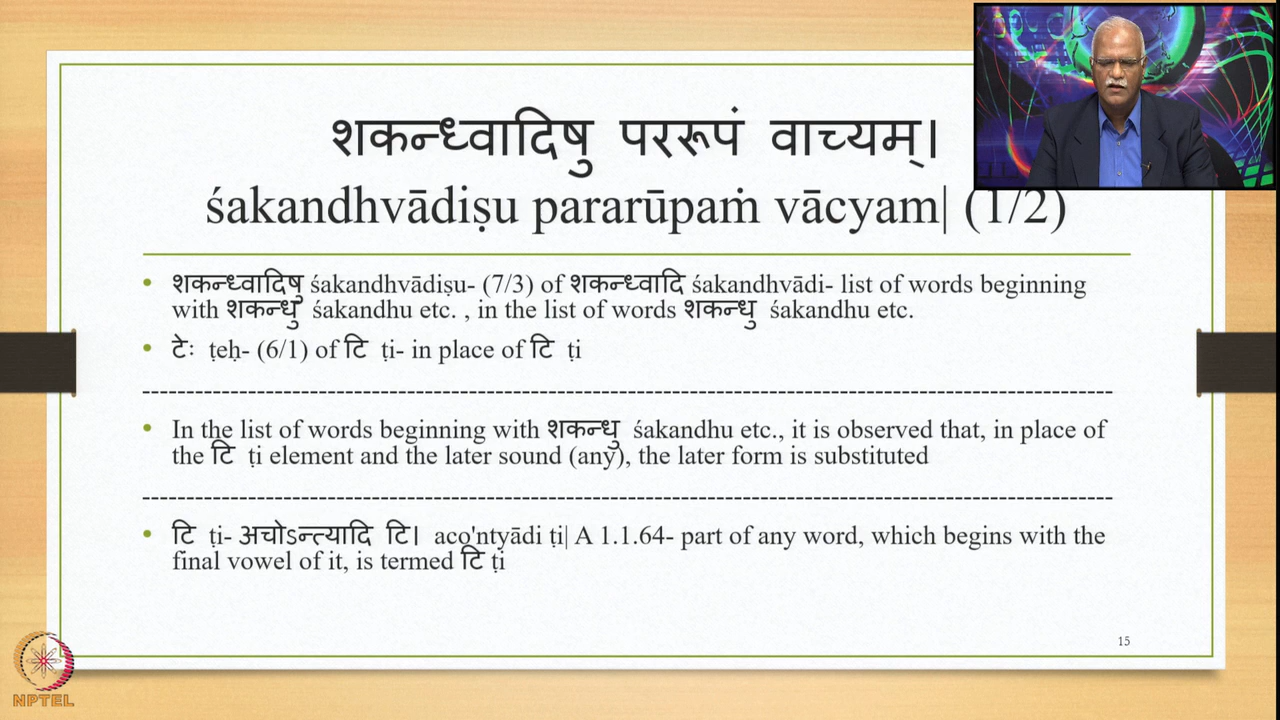 शकन्ध्वादिषु पररूपं वाच्यम्।
śakandhvādiṣu pararūpaṁ vācyam| (1/2)
• शकन्ध्वादिषु śakandhvādiṣu- (7/3) of शकन्ध्वादि śakandhvādi- list of words beginning
with शकन्धु śakandhu etc. , in the list of words शकन्धु śakandhu etc.
• टेः ṭeḥ- (6/1) of टि ṭi- in place of टि ṭi
--------------------------------------------------------------------------------
• In the list of words beginning with शकन्धु śakandhu etc., it is observed that, in place of
the टि ṭi element and the later sound (any), the later form is substituted
--------------------------------------------------------------------------------
• टि ṭi- अचोऽन्त्यादि टि। aco'ntyādi ṭi| A 1.1.64- part of any word, which begins with the
final vowel of it, is termed टि ṭi
15
NPTEL